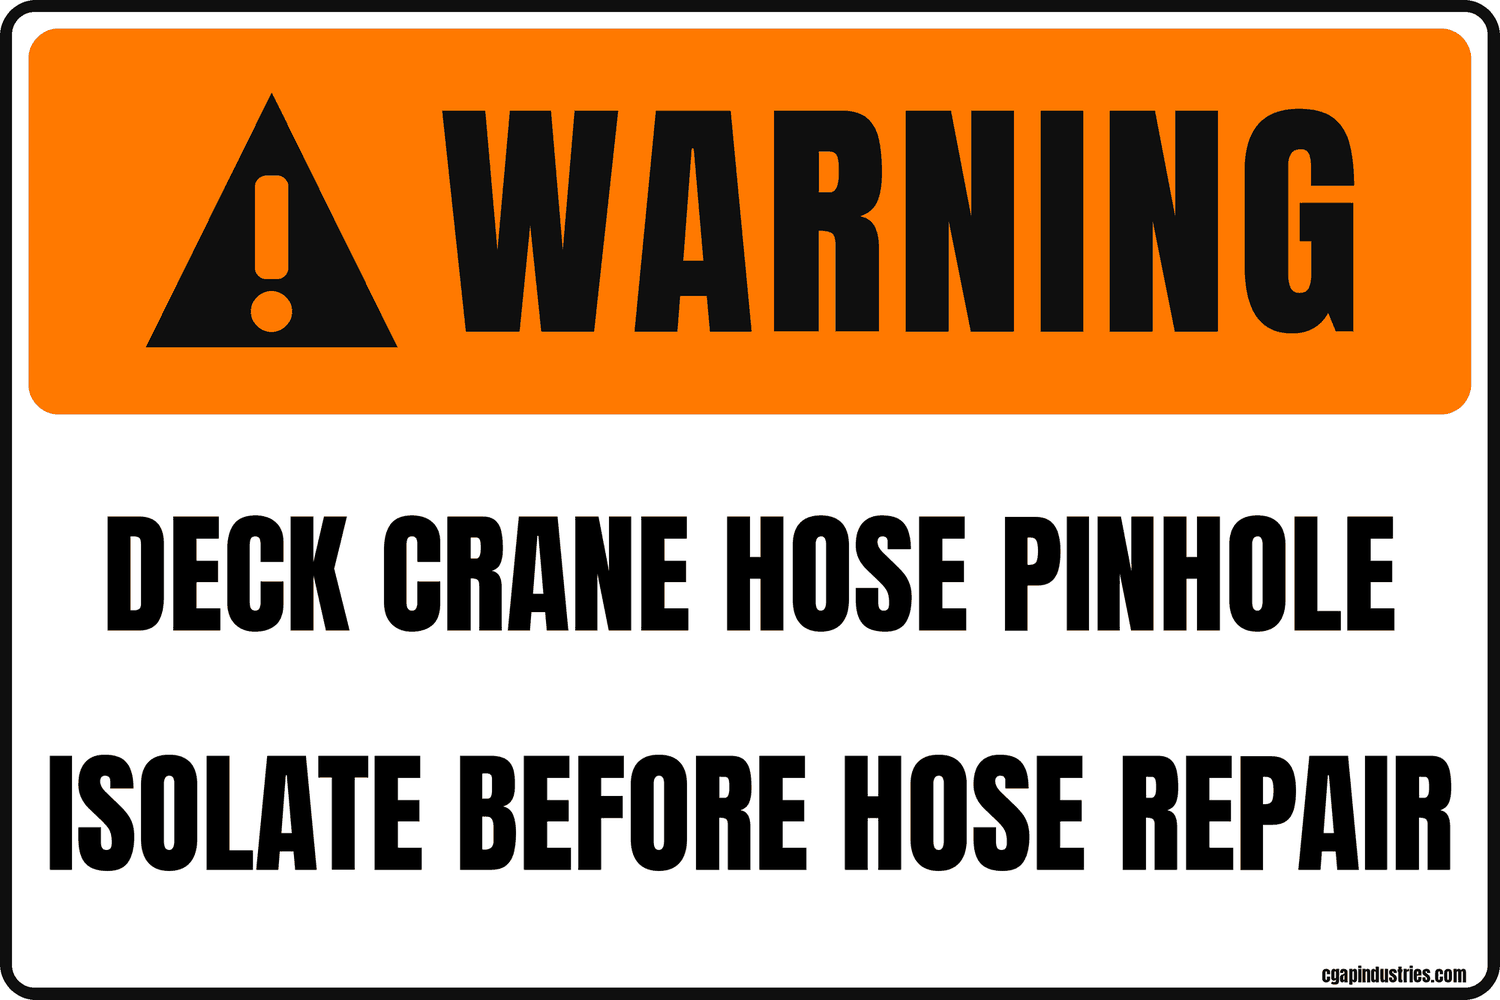 WARNING
DECK CRANE HOSE PINHOLE
ISOLATE BEFORE HOSE REPAIR
cgapindustries.com